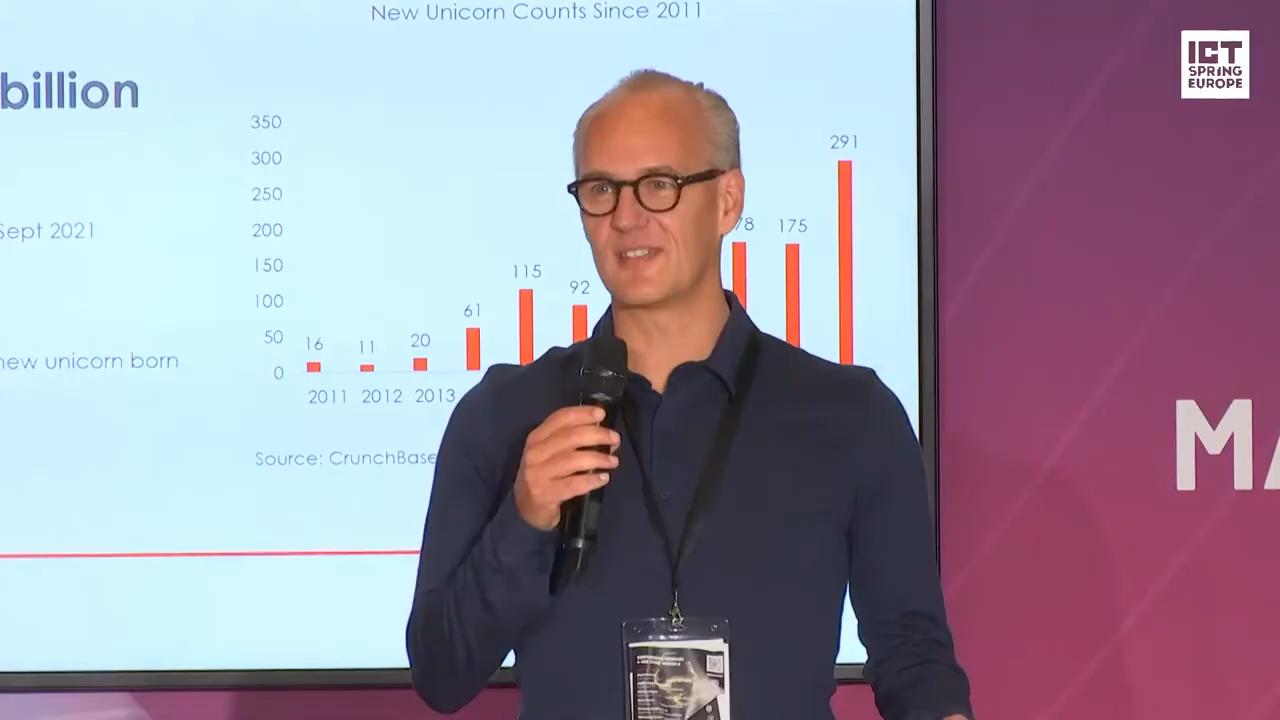 New Unicorn Counts Since 2011
ICT
SPRING
EUROPE
billion
350
300
250
200
150
100
50
0
16
11
20
61
115
92
78
175
291
Sept 2021
new unicorn born
2011 2012 2013
Source: CrunchBase
MA